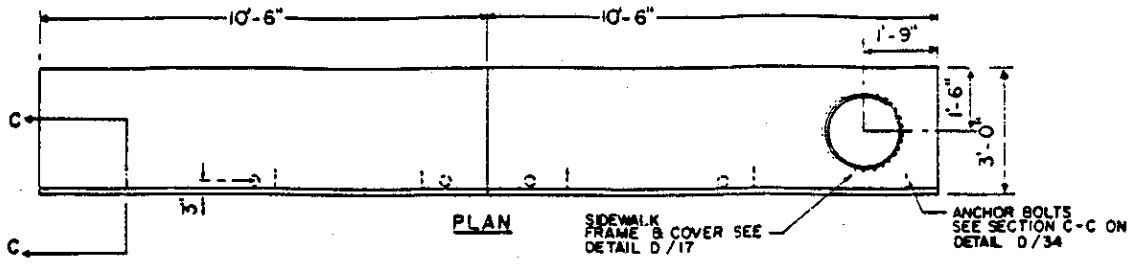 10'-6"
10'-6"
1'-9"
1'-6"
3'-0"
C
C
PLAN
SIDEWALK
FRAME & COVER SEE
DETAIL D/17
ANCHOR BOLTS
SEE SECTION C-C ON
DETAIL D/34